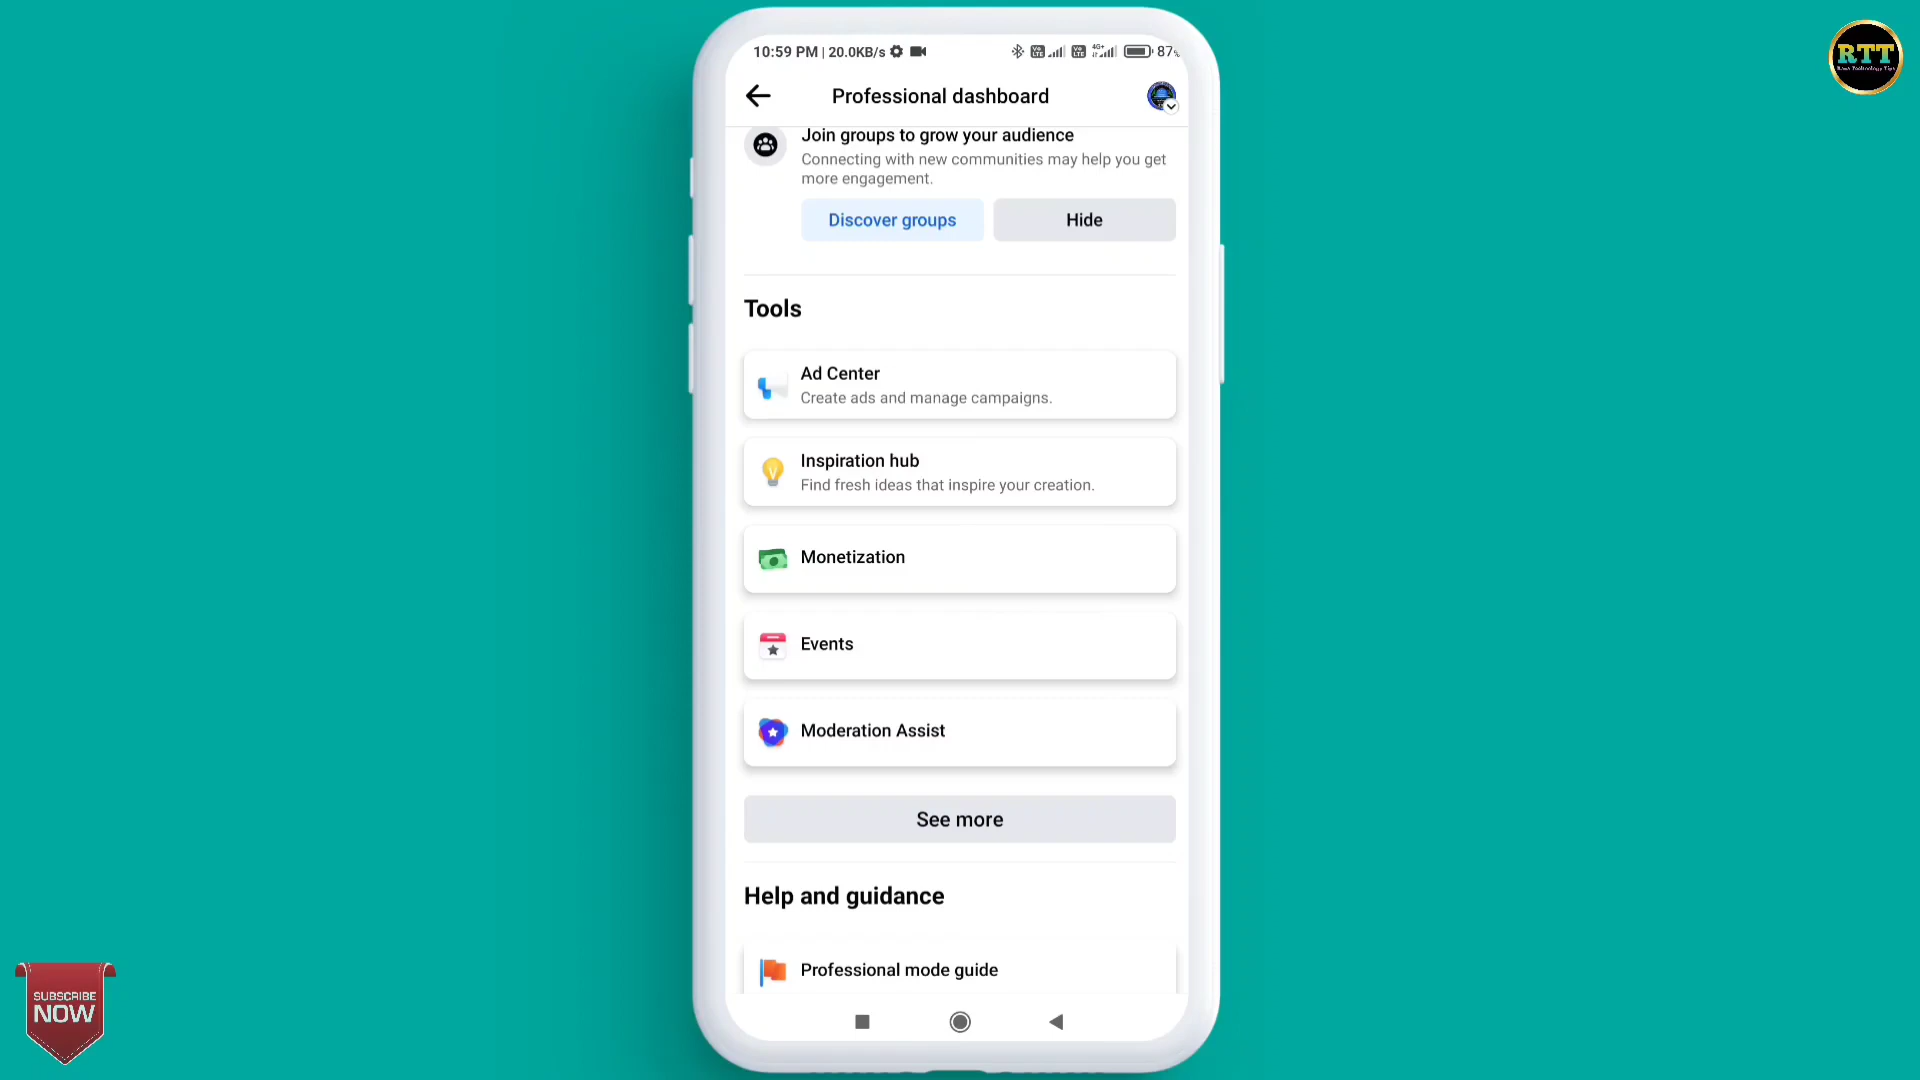 10:59 PM | 20.0KB/s
87%
RTT
Professional dashboard
Join groups to grow your audience
Connecting with new communities may help you get
more engagement.
Discover groups
Hide
Tools
Ad Center
Create ads and manage campaigns.
Inspiration hub
Find fresh ideas that inspire your creation.
Monetization
Events
Moderation Assist
See more
Help and guidance
Professional mode guide
SUBSCRIBE
NOW